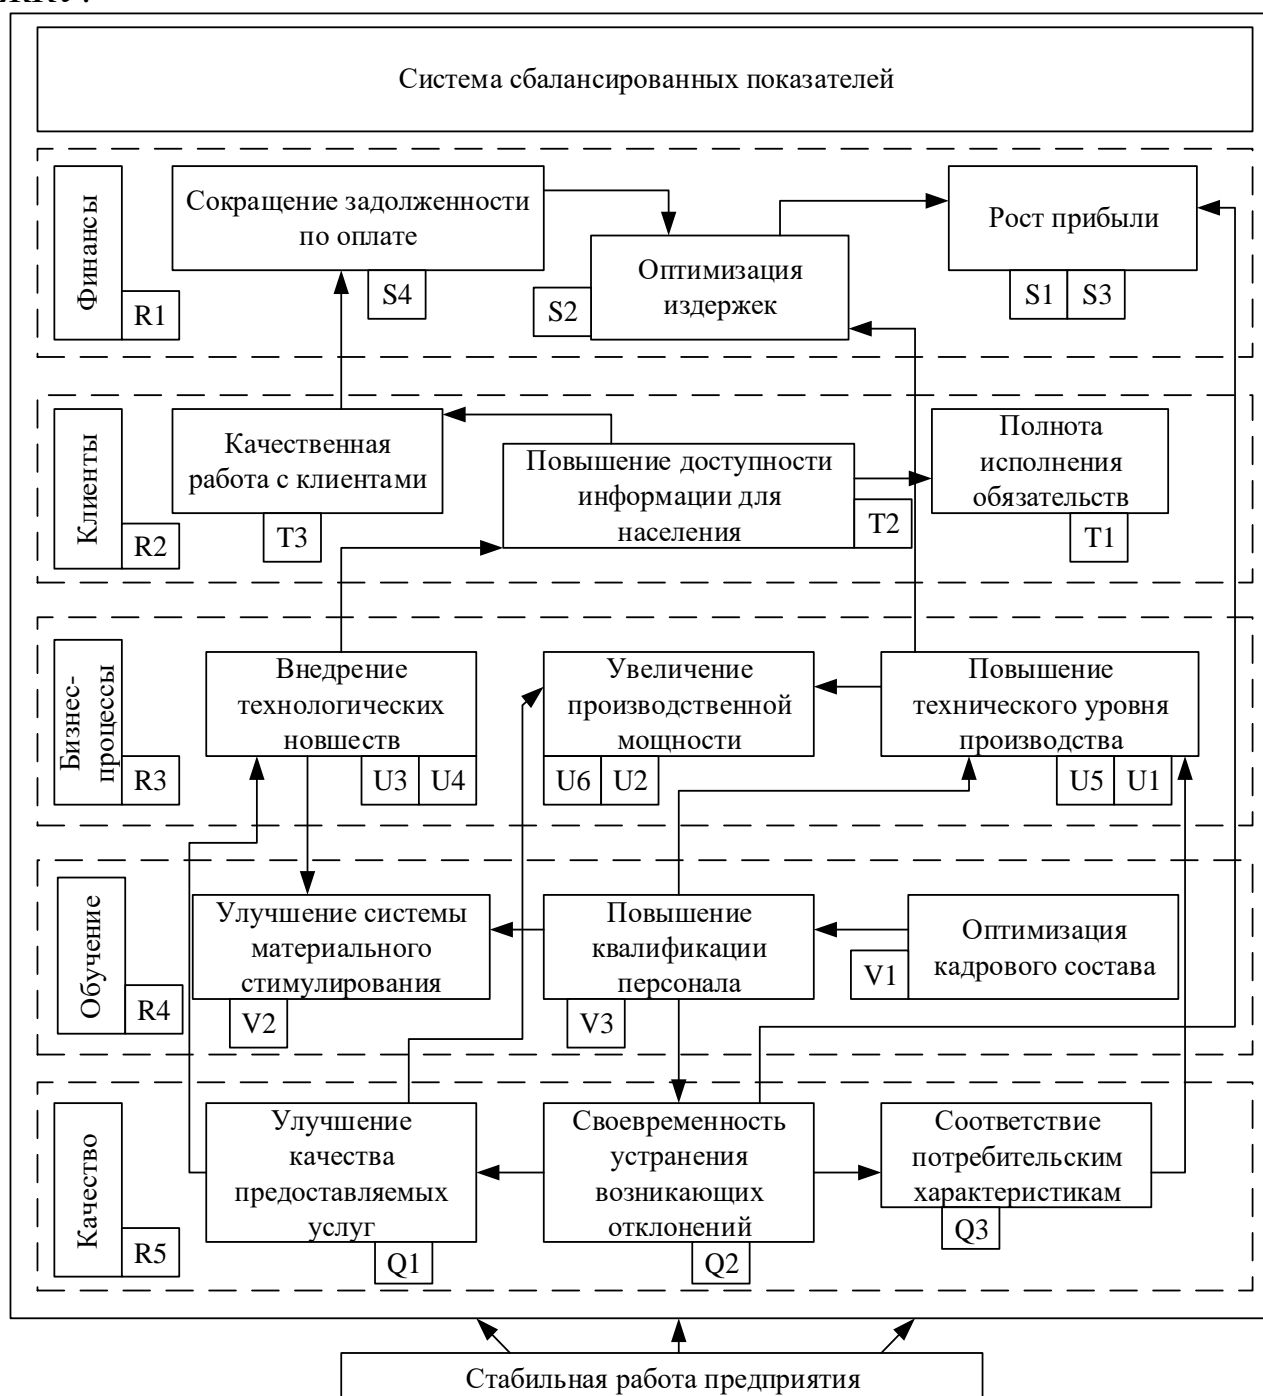 Система сбалансированных показателей
Финансы
R1
Сокращение задолженности
по оплате
S4
S2
Оптимизация
издержек
Рост прибыли
S1
S3
Клиенты
R2
Качественная
работа с клиентами
T3
Повышение доступности
информации для
населения
T2
Полнота
исполнения
обязательств
T1
Бизнес-
процессы
R3
Внедрение
технологических
новшеств
U3
U4
Увеличение
производственной
мощности
U6
U2
Повышение
технического уровня
производства
U5
U1
Обучение
R4
Улучшение системы
материального
стимулирования
V2
Повышение
квалификации
персонала
V3
V1
Оптимизация
кадрового состава
Качество
R5
Улучшение
качества
предоставляемых
услуг
Q1
Своевременность
устранения
возникающих
отклонений
Q2
Соответствие
потребительским
характеристикам
Q3
Стабильная работа предприятия